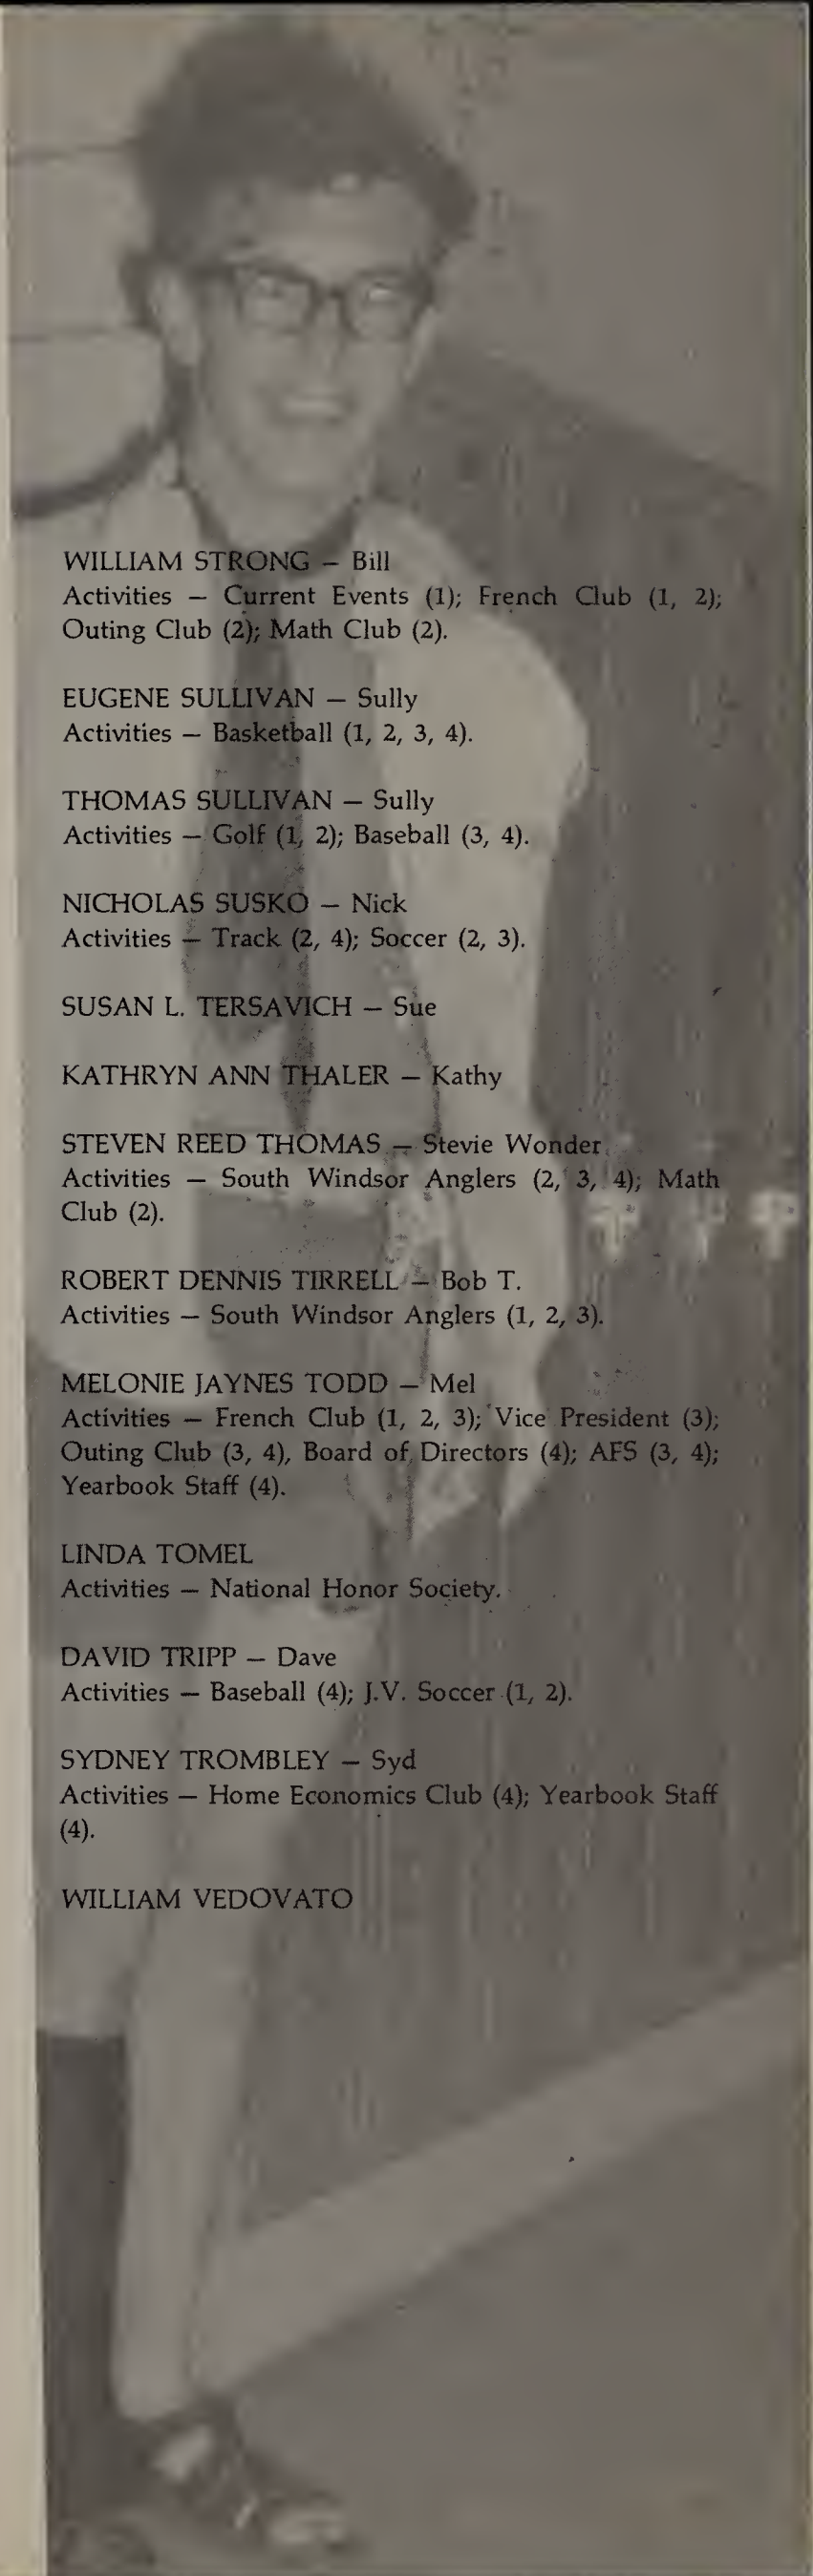 WILLIAM STRONG — Bill
Activities — Current Events (1); French Club (1, 2);
Outing Club (2); Math Club (2).
EUGENE SULLIVAN — Sully
Activities — Basketball (1, 2, 3, 4).
THOMAS SULLIVAN — Sully
Activities — Golf (1, 2); Baseball (3, 4).
NICHOLAS SUSKO — Nick
Activities — Track (2, 4); Soccer (2, 3).
SUSAN L. TERSAVICH — Sue
KATHRYN ANN THALER — Kathy
STEVEN REED THOMAS — Stevie Wonder
Activities — South Windsor Anglers (2, 3, 4); Math
Club (2).
ROBERT DENNIS TIRRELL — Bob T.
Activities — South Windsor Anglers (1, 2, 3).
MELONIE JAYNES TODD — Mel
Activities — French Club (1, 2, 3); Vice President (3);
Outing Club (3, 4), Board of Directors (4); AFS (3, 4);
Yearbook Staff (4).
LINDA TOMEL
Activities — National Honor Society.
DAVID TRIPP — Dave
Activities — Baseball (4); J.V. Soccer (1, 2).
SYDNEY TROMBLEY — Syd
Activities — Home Economics Club (4); Yearbook Staff
(4).
WILLIAM VEDOVATO